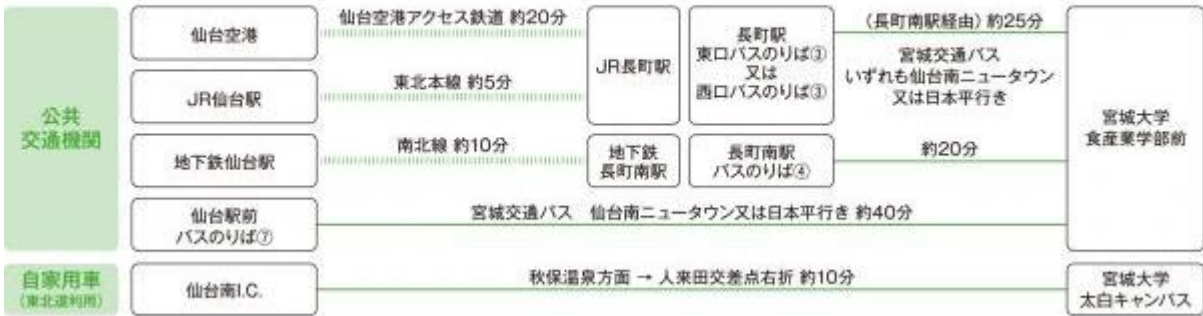 公共
交通機関
仙台空港
仙台空港アクセス鉄道 約20分
JR仙台駅
東北本線 約5分
JR長町駅
長町駅
東口バスのりば③
又は
西口バスのりば③
(長町南駅経由) 約25分
宮城交通バス
いずれも仙台南ニュータウン
又は日本平行き
地下鉄仙台駅
南北線 約10分
地下鉄
長町南駅
長町南駅
バスのりば④
約20分
仙台駅前
バスのりば⑦
宮城交通バス 仙台南ニュータウン又は日本平行き 約40分
宮城大学
食産業学部前
自家用車
(東北道利用)
仙台南I.C.
秋保温泉方面 → 人来田交差点右折 約10分
宮城大学
太白キャンパス